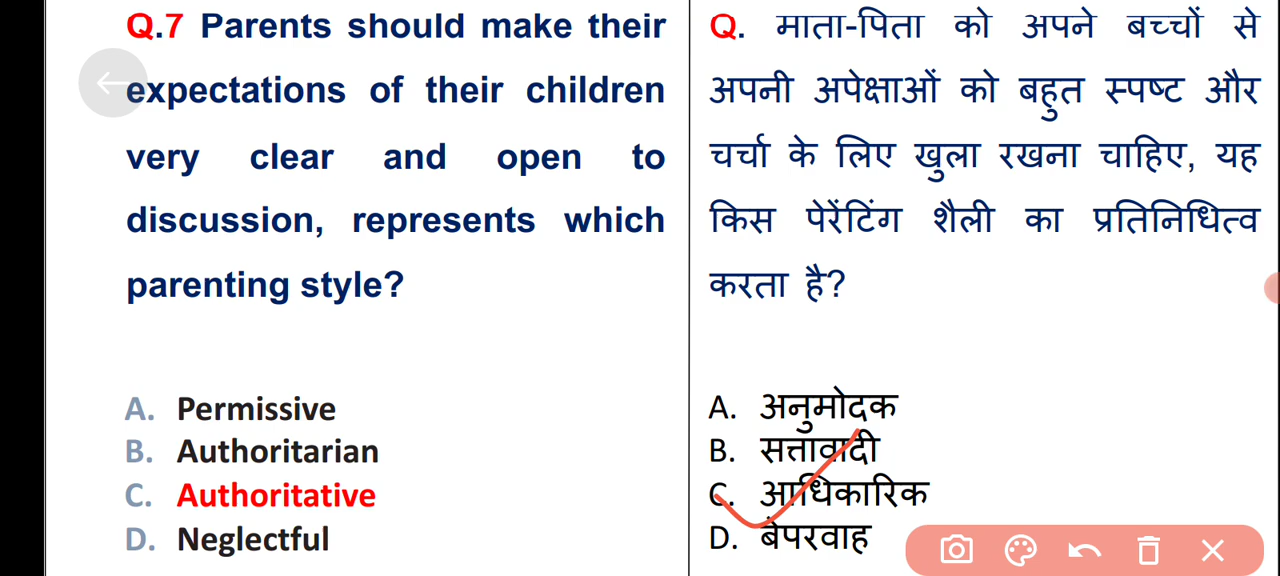 Q.7 Parents should make their
expectations of their children
very clear and open to
discussion, represents which
parenting style?
A. Permissive
B. Authoritarian
C. Authoritative
D. Neglectful
Q. माता-पिता को अपने बच्चों से
अपनी अपेक्षाओं को बहुत स्पष्ट और
चर्चा के लिए खुला रखना चाहिए, यह
किस पेरेंटिंग शैली का प्रतिनिधित्व
करता है?
A. अनुमोदक
B. सत्तावादी
C. आधिकारिक
D. बेपरवाह